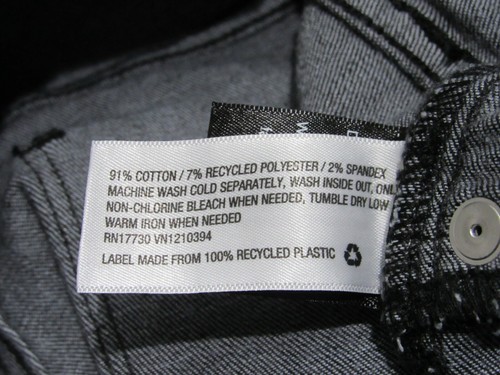 91% COTTON / 7% RECYCLED POLYESTER / 2% SPANDEX
MACHINE WASH COLD SEPARATELY, WASH INSIDE OUT, ONL
NON-CHLORINE BLEACH WHEN NEEDED, TUMBLE DRY LOW
WARM IRON WHEN NEEDED
RN17730 VN1210394
LABEL MADE FROM 100% RECYCLED PLASTIC